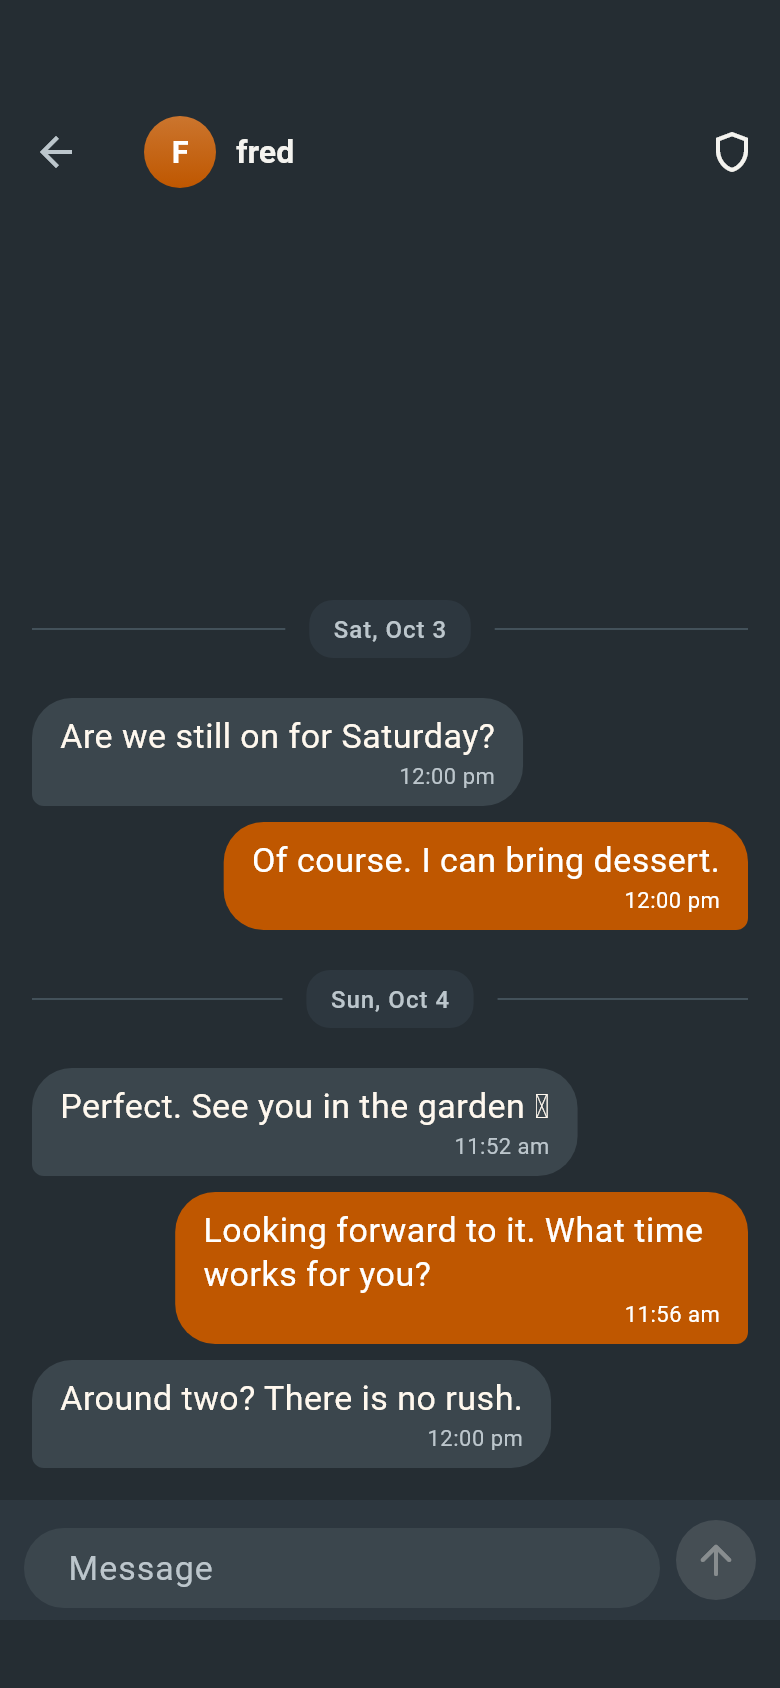 F
fred
Sat, Oct 3
Are we still on for Saturday?
12:00 pm
Of course. I can bring dessert.
12:00 pm
Sun, Oct 4
Perfect. See you in the garden
11:52 am
Looking forward to it. What time
works for you?
11:56 am
Around two? There is no rush.
12:00 pm
Message